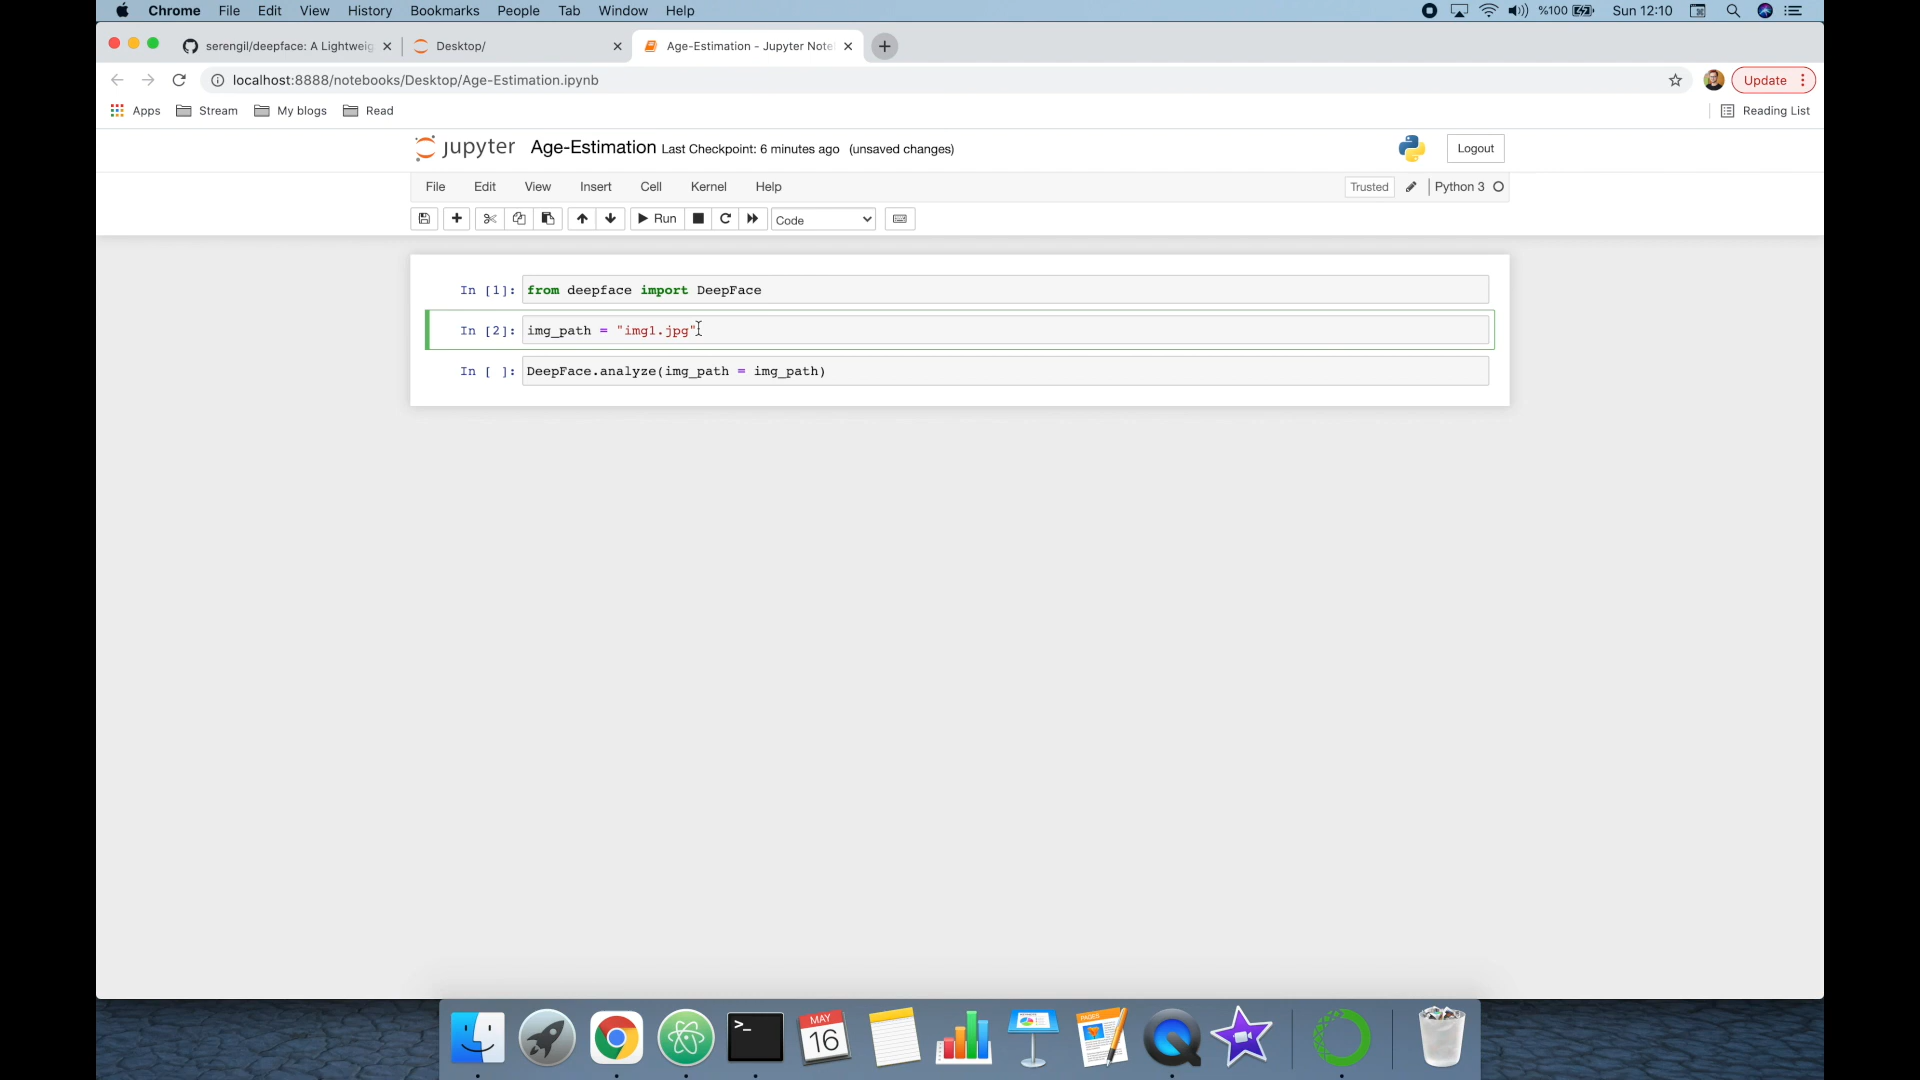 Chrome File Edit View History Bookmarks People Tab Window Help %100 Sun 12:10
serengil/deepface: A Lightweig Desktop/ Age-Estimation - Jupyter Note
localhost:8888/notebooks/Desktop/Age-Estimation.ipynb Update
Apps Stream My blogs Read Reading List
jupyter Age-Estimation Last Checkpoint: 6 minutes ago (unsaved changes) Logout
File Edit View Insert Cell Kernel Help Trusted Python 3
Run Code
In [1]: from deepface import DeepFace
In [2]: img_path = "img1.jpg"
In [ ]: DeepFace.analyze(img_path = img_path)
>_ MAY PAGES
16